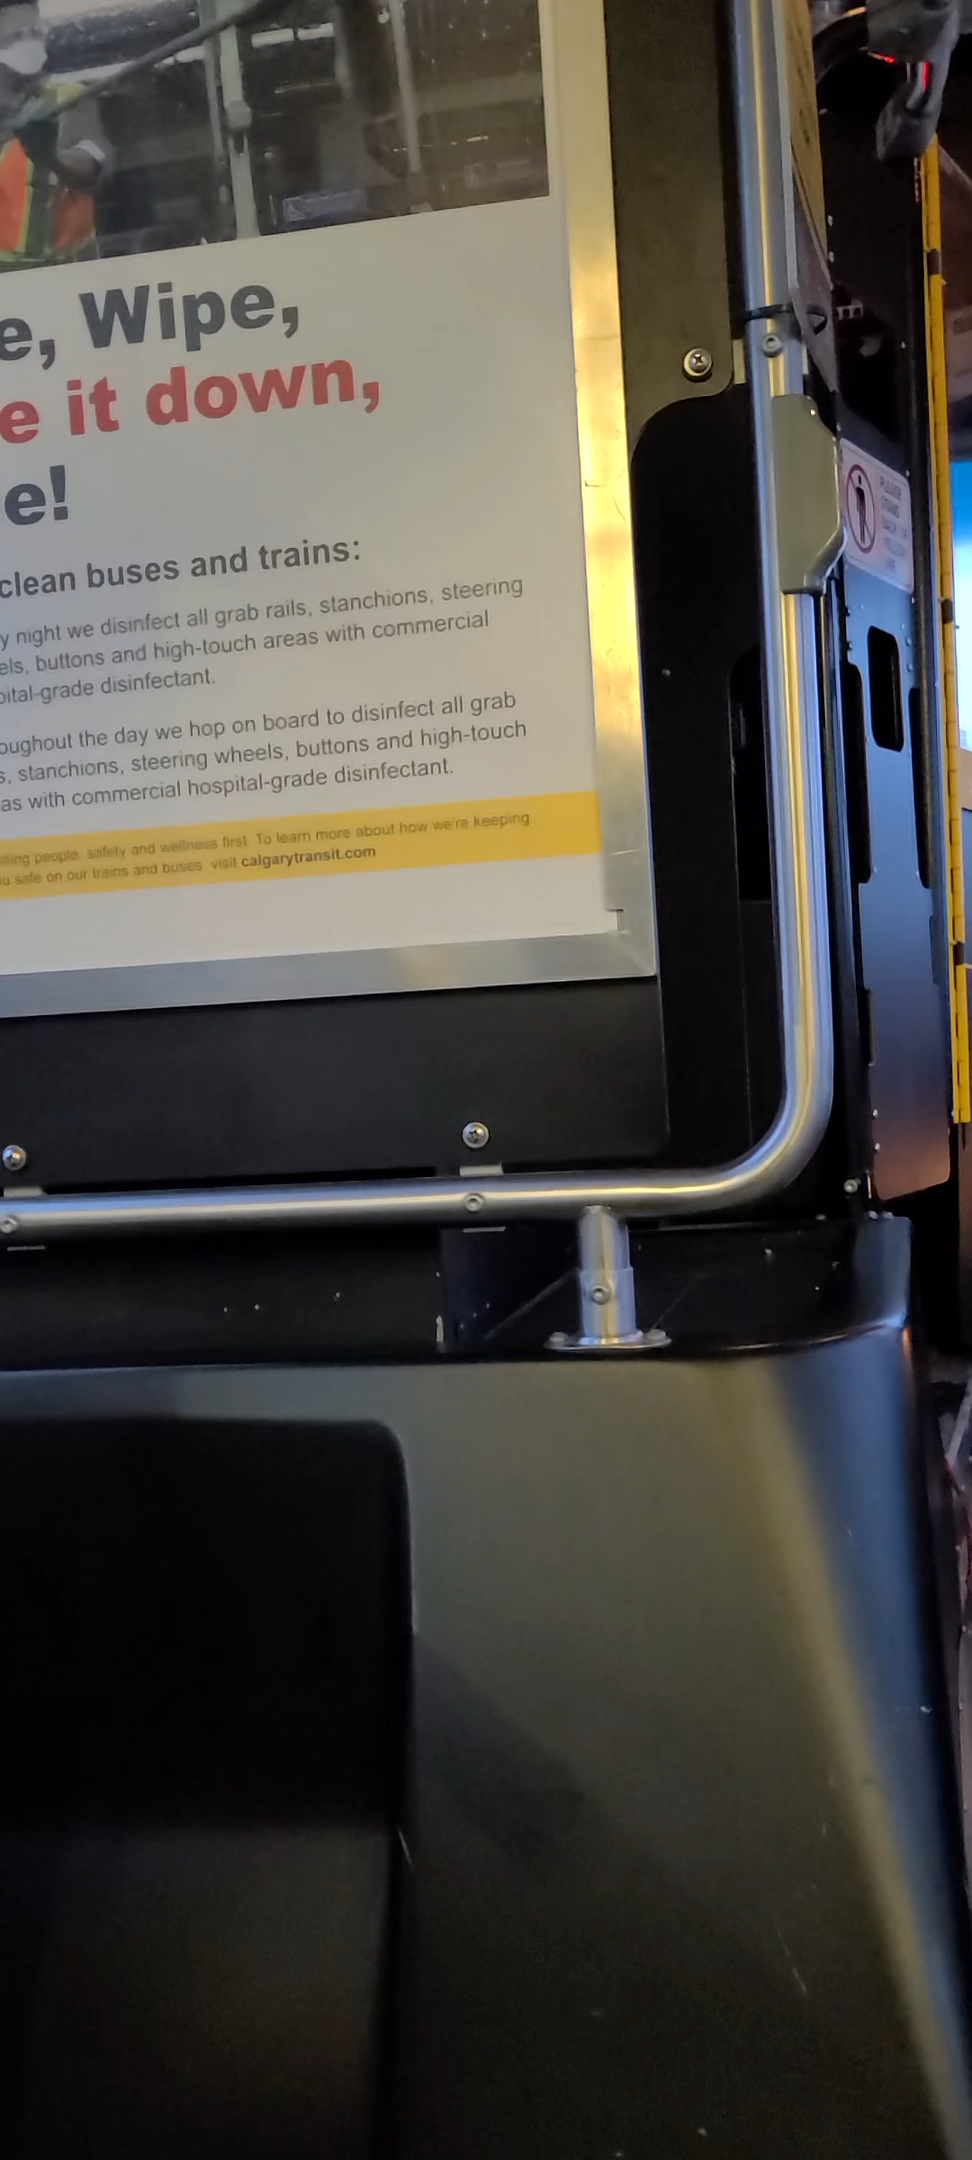 e, Wipe,
e it down,
e!
clean buses and trains:
y night we disinfect all grab rails, stanchions, steering
els, buttons and high-touch areas with commercial
pital-grade disinfectant.
oughout the day we hop on board to disinfect all grab
s, stanchions, steering wheels, buttons and high-touch
as with commercial hospital-grade disinfectant.
tting people, safety and wellness first. To learn more about how we're keeping
u safe on our trains and buses visit calgarytransit.com
PLEASE
STAND